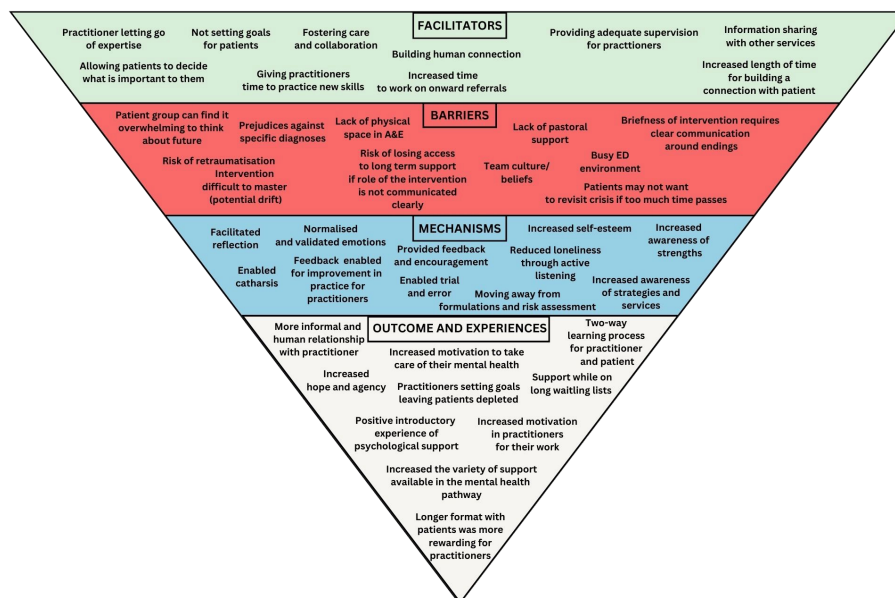 FACILITATORS
Practitioner letting go
of expertise
Not setting goals
for patients
Fostering care
and collaboration
Building human connection
Providing adequate supervision
for practitioners
Information sharing
with other services
Allowing patients to decide
what is important to them
Giving practitioners
time to practice new skills
Increased time
to work on onward referrals
Increased length of time
for building a
connection with patient
BARRIERS
Patient group can find it
overwhelming to think
about future
Prejudices against
specific diagnoses
Lack of physical
space in A&E
Lack of pastoral
support
Briefness of intervention requires
clear communication
around endings
Risk of retraumatisation
Intervention
difficult to master
(potential drift)
Risk of losing access
to long term support
if role of the intervention
is not communicated
clearly
Team culture/
beliefs
Busy ED
environment
Patients may not want
to revisit crisis if too much time passes
MECHANISMS
Facilitated
reflection
Normalised
and validated emotions
Provided feedback
and encouragement
Increased self-esteem
Reduced loneliness
through active
listening
Increased
awareness of
strengths
Enabled
catharsis
Feedback enabled
for improvement in
practice for
practitioners
Enabled trial
and error
Moving away from
formulations and risk assessment
Increased awareness
of strategies and
services
OUTCOME AND EXPERIENCES
More informal and
human relationship
with practitioner
Increased motivation to take
care of their mental health
Two-way
learning process
for practitioner
and patient
Increased
hope and agency
Practitioners setting goals
leaving patients depleted
Support while on
long waitling lists
Positive introductory
experience of
psychological support
Increased motivation
in practitioners
for their work
Increased the variety of support
available in the mental health
pathway
Longer format with
patients was more
rewarding for
practitioners